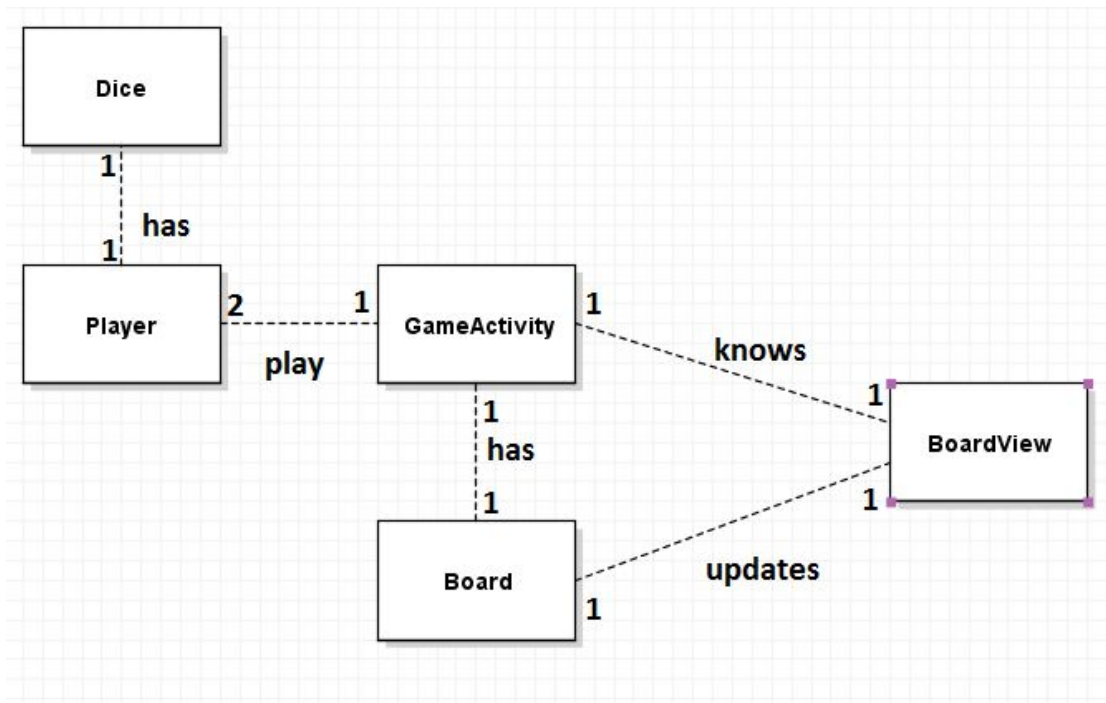 Dice
1
has
1
Player
2
play
1
GameActivity
1
knows
1
BoardView
1
has
1
Board
1
updates
1